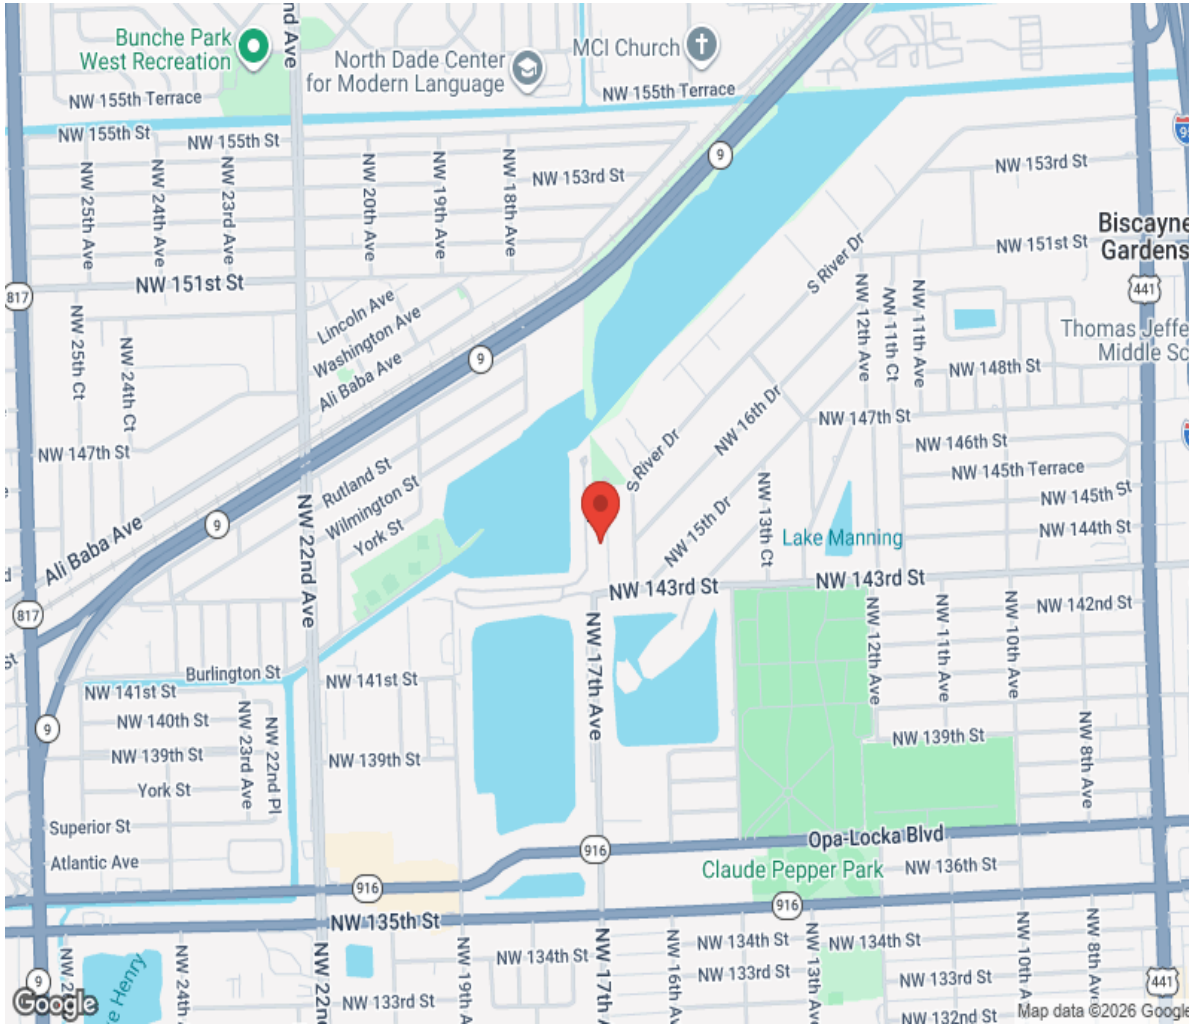 nd Ave
Bunche Park
West Recreation
North Dade Center
for Modern Language
MCI Church
NW 155th Terrace
NW 155th Terrace
NW 155th St
NW 155th St
9
NW 25th Ave
NW 24th Ave
NW 23rd Ave
NW 20th Ave
NW 19th Ave
NW 18th Ave
NW 153rd St
NW 153rd St
Biscayne
Gardens
S River Dr
NW 151st St
NW 151st St
817
441
NW 12th Ave
NW 11th Ct
NW 11th Ave
Lincoln Ave
Washington Ave
Ali Baba Ave
9
NW 25th Ct
NW 24th Ct
Thomas Jeffe
Middle Sc
NW 148th St
NW 147th St
NW 16th Dr
NW 147th St
NW 146th St
S River Dr
NW 145th Terrace
NW 145th St
NW 144th St
Rutland St
Wilmington St
York St
NW 22nd Ave
NW 13th Ct
NW 15th Dr
Lake Manning
9
Ali Baba Ave
817
NW 143rd St
NW 143rd St
NW 142nd St
NW 12th Ave
NW 11th Ave
NW 10th Ave
NW 17th Ave
St
Burlington St
NW 141st St
NW 141st St
NW 140th St
9
NW 139th St
NW 139th St
NW 139th St
NW 23rd Ave
NW 22nd Pl
NW 8th Ave
York St
Superior St
Atlantic Ave
Opa-Locka Blvd
916
916
916
Claude Pepper Park
NW 136th St
NW 135th St
NW 134th St
NW 134th St
NW 134th St
NW 133rd St
NW 133rd St
NW 133rd St
NW 132nd St
NW 24th
NW 22nd
NW 19th A
NW 17th A
NW 16th Av
NW 13th Ave
NW 10th A
NW 8th Ave
Henry
9
441
Google
Map data ©2026 Google